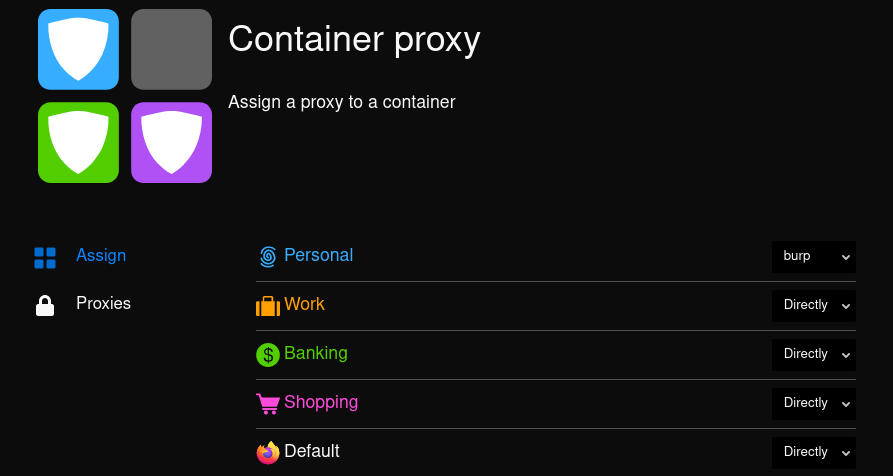 Container proxy
Assign a proxy to a container
Assign
Proxies
Personal burp
Work Directly
Banking Directly
Shopping Directly
Default Directly